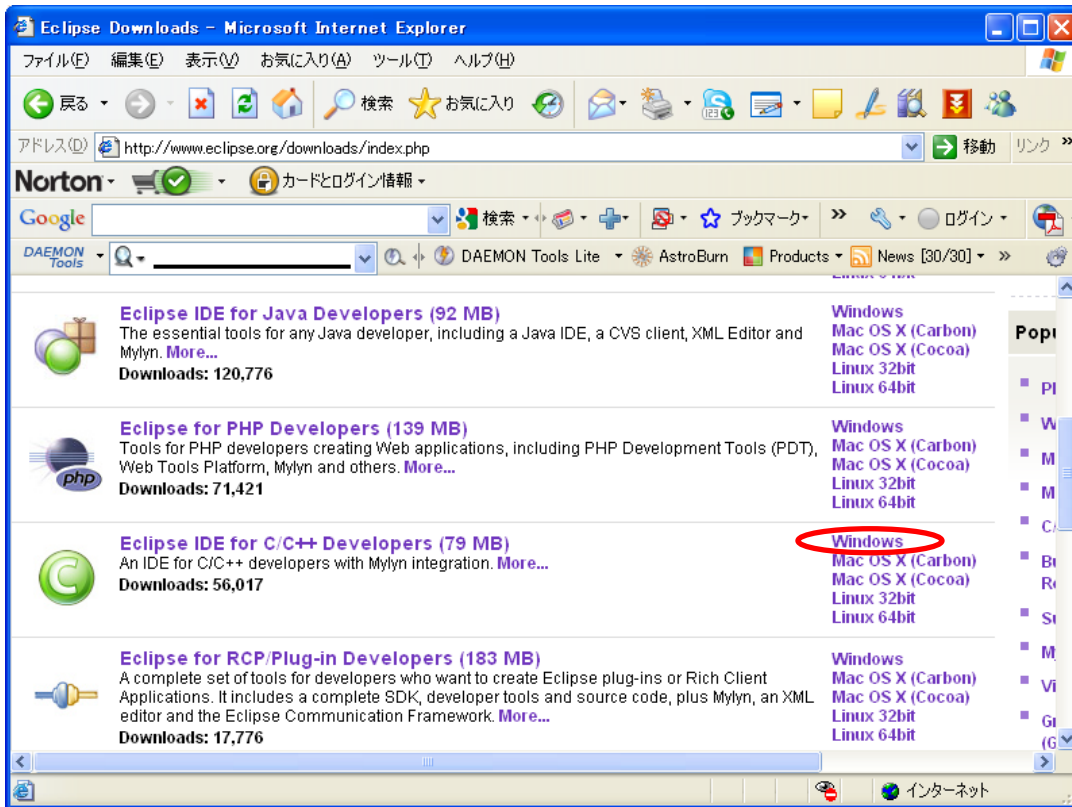 Eclipse Downloads - Microsoft Internet Explorer
ファイル(F) 編集(E) 表示(V) お気に入り(A) ツール(T) ヘルプ(H)
戻る 検索 お気に入り
アドレス(D) http://www.eclipse.org/downloads/index.php 移動 リンク »
Norton カードとログイン情報
Google 検索 ブックマーク » ログイン
DAEMON Tools DAEMON Tools Lite AstroBurn Products News [30/30] »
Eclipse IDE for Java Developers (92 MB)
The essential tools for any Java developer, including a Java IDE, a CVS client, XML Editor and
Mylyn. More...
Downloads: 120,776
Windows
Mac OS X (Carbon)
Mac OS X (Cocoa)
Linux 32bit
Linux 64bit
php
Eclipse for PHP Developers (139 MB)
Tools for PHP developers creating Web applications, including PHP Development Tools (PDT),
Web Tools Platform, Mylyn and others. More...
Downloads: 71,421
Windows
Mac OS X (Carbon)
Mac OS X (Cocoa)
Linux 32bit
Linux 64bit
C
Eclipse IDE for C/C++ Developers (79 MB)
An IDE for C/C++ developers with Mylyn integration. More...
Downloads: 56,017
Windows
Mac OS X (Carbon)
Mac OS X (Cocoa)
Linux 32bit
Linux 64bit
Eclipse for RCP/Plug-in Developers (183 MB)
A complete set of tools for developers who want to create Eclipse plug-ins or Rich Client
Applications. It includes a complete SDK, developer tools and source code, plus Mylyn, an XML
editor and the Eclipse Communication Framework. More...
Downloads: 17,776
Windows
Mac OS X (Carbon)
Mac OS X (Cocoa)
Linux 32bit
Linux 64bit
インターネット